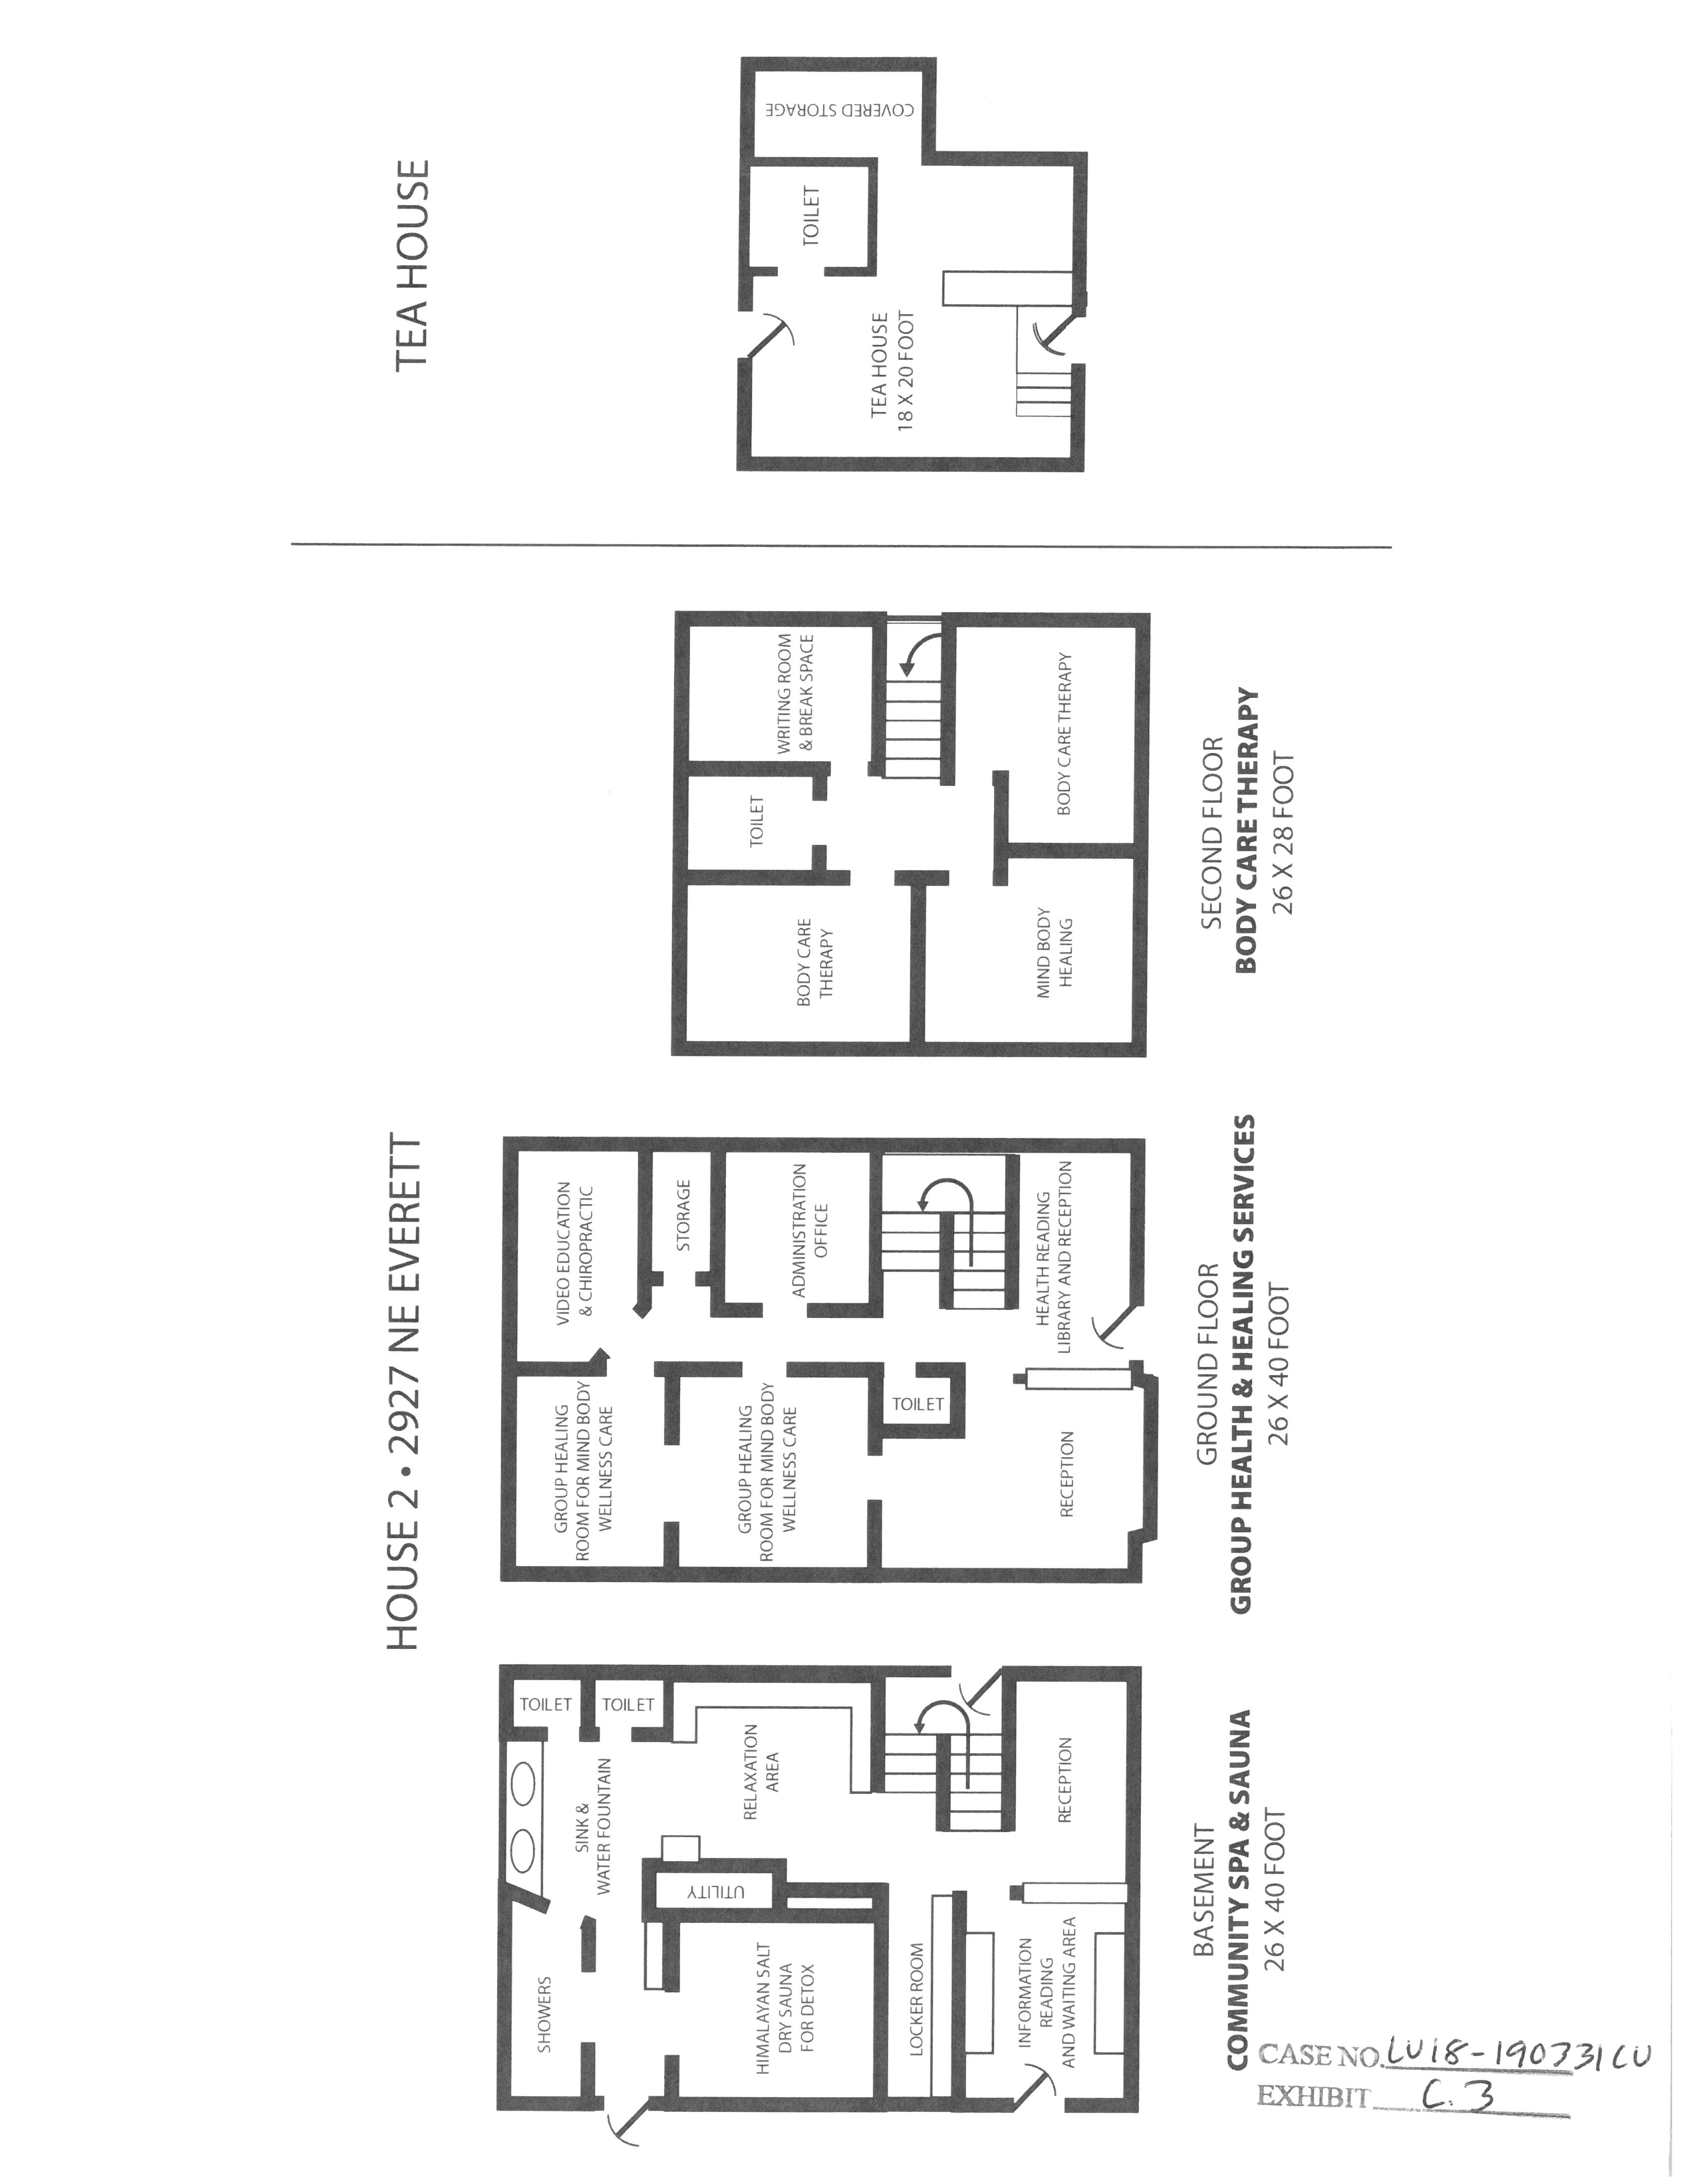 HOUSE 2 • 2927 NE EVERETT
TOILET
TOILET
SINK &
WATER FOUNTAIN
SHOWERS
RELAXATION
AREA
UTILITY
HIMALAYAN SALT
DRY SAUNA
FOR DETOX
LOCKER ROOM
RECEPTION
INFORMATION
READING
AND WAITING AREA
BASEMENT
COMMUNITY SPA & SAUNA
26 X 40 FOOT
VIDEO EDUCATION
& CHIROPRACTIC
STORAGE
ADMINISTRATION
OFFICE
GROUP HEALING
ROOM FOR MIND BODY
WELLNESS CARE
GROUP HEALING
ROOM FOR MIND BODY
WELLNESS CARE
TOILET
HEALTH READING
LIBRARY AND RECEPTION
RECEPTION
GROUND FLOOR
GROUP HEALTH & HEALING SERVICES
26 X 40 FOOT
WRITING ROOM
& BREAK SPACE
TOILET
BODY CARE
THERAPY
BODY CARE THERAPY
MIND BODY
HEALING
SECOND FLOOR
BODY CARE THERAPY
26 X 28 FOOT
TEA HOUSE
COVERED STORAGE
TOILET
TEA HOUSE
18 X 20 FOOT
CASE NO. LU18-190331CU
EXHIBIT C.3